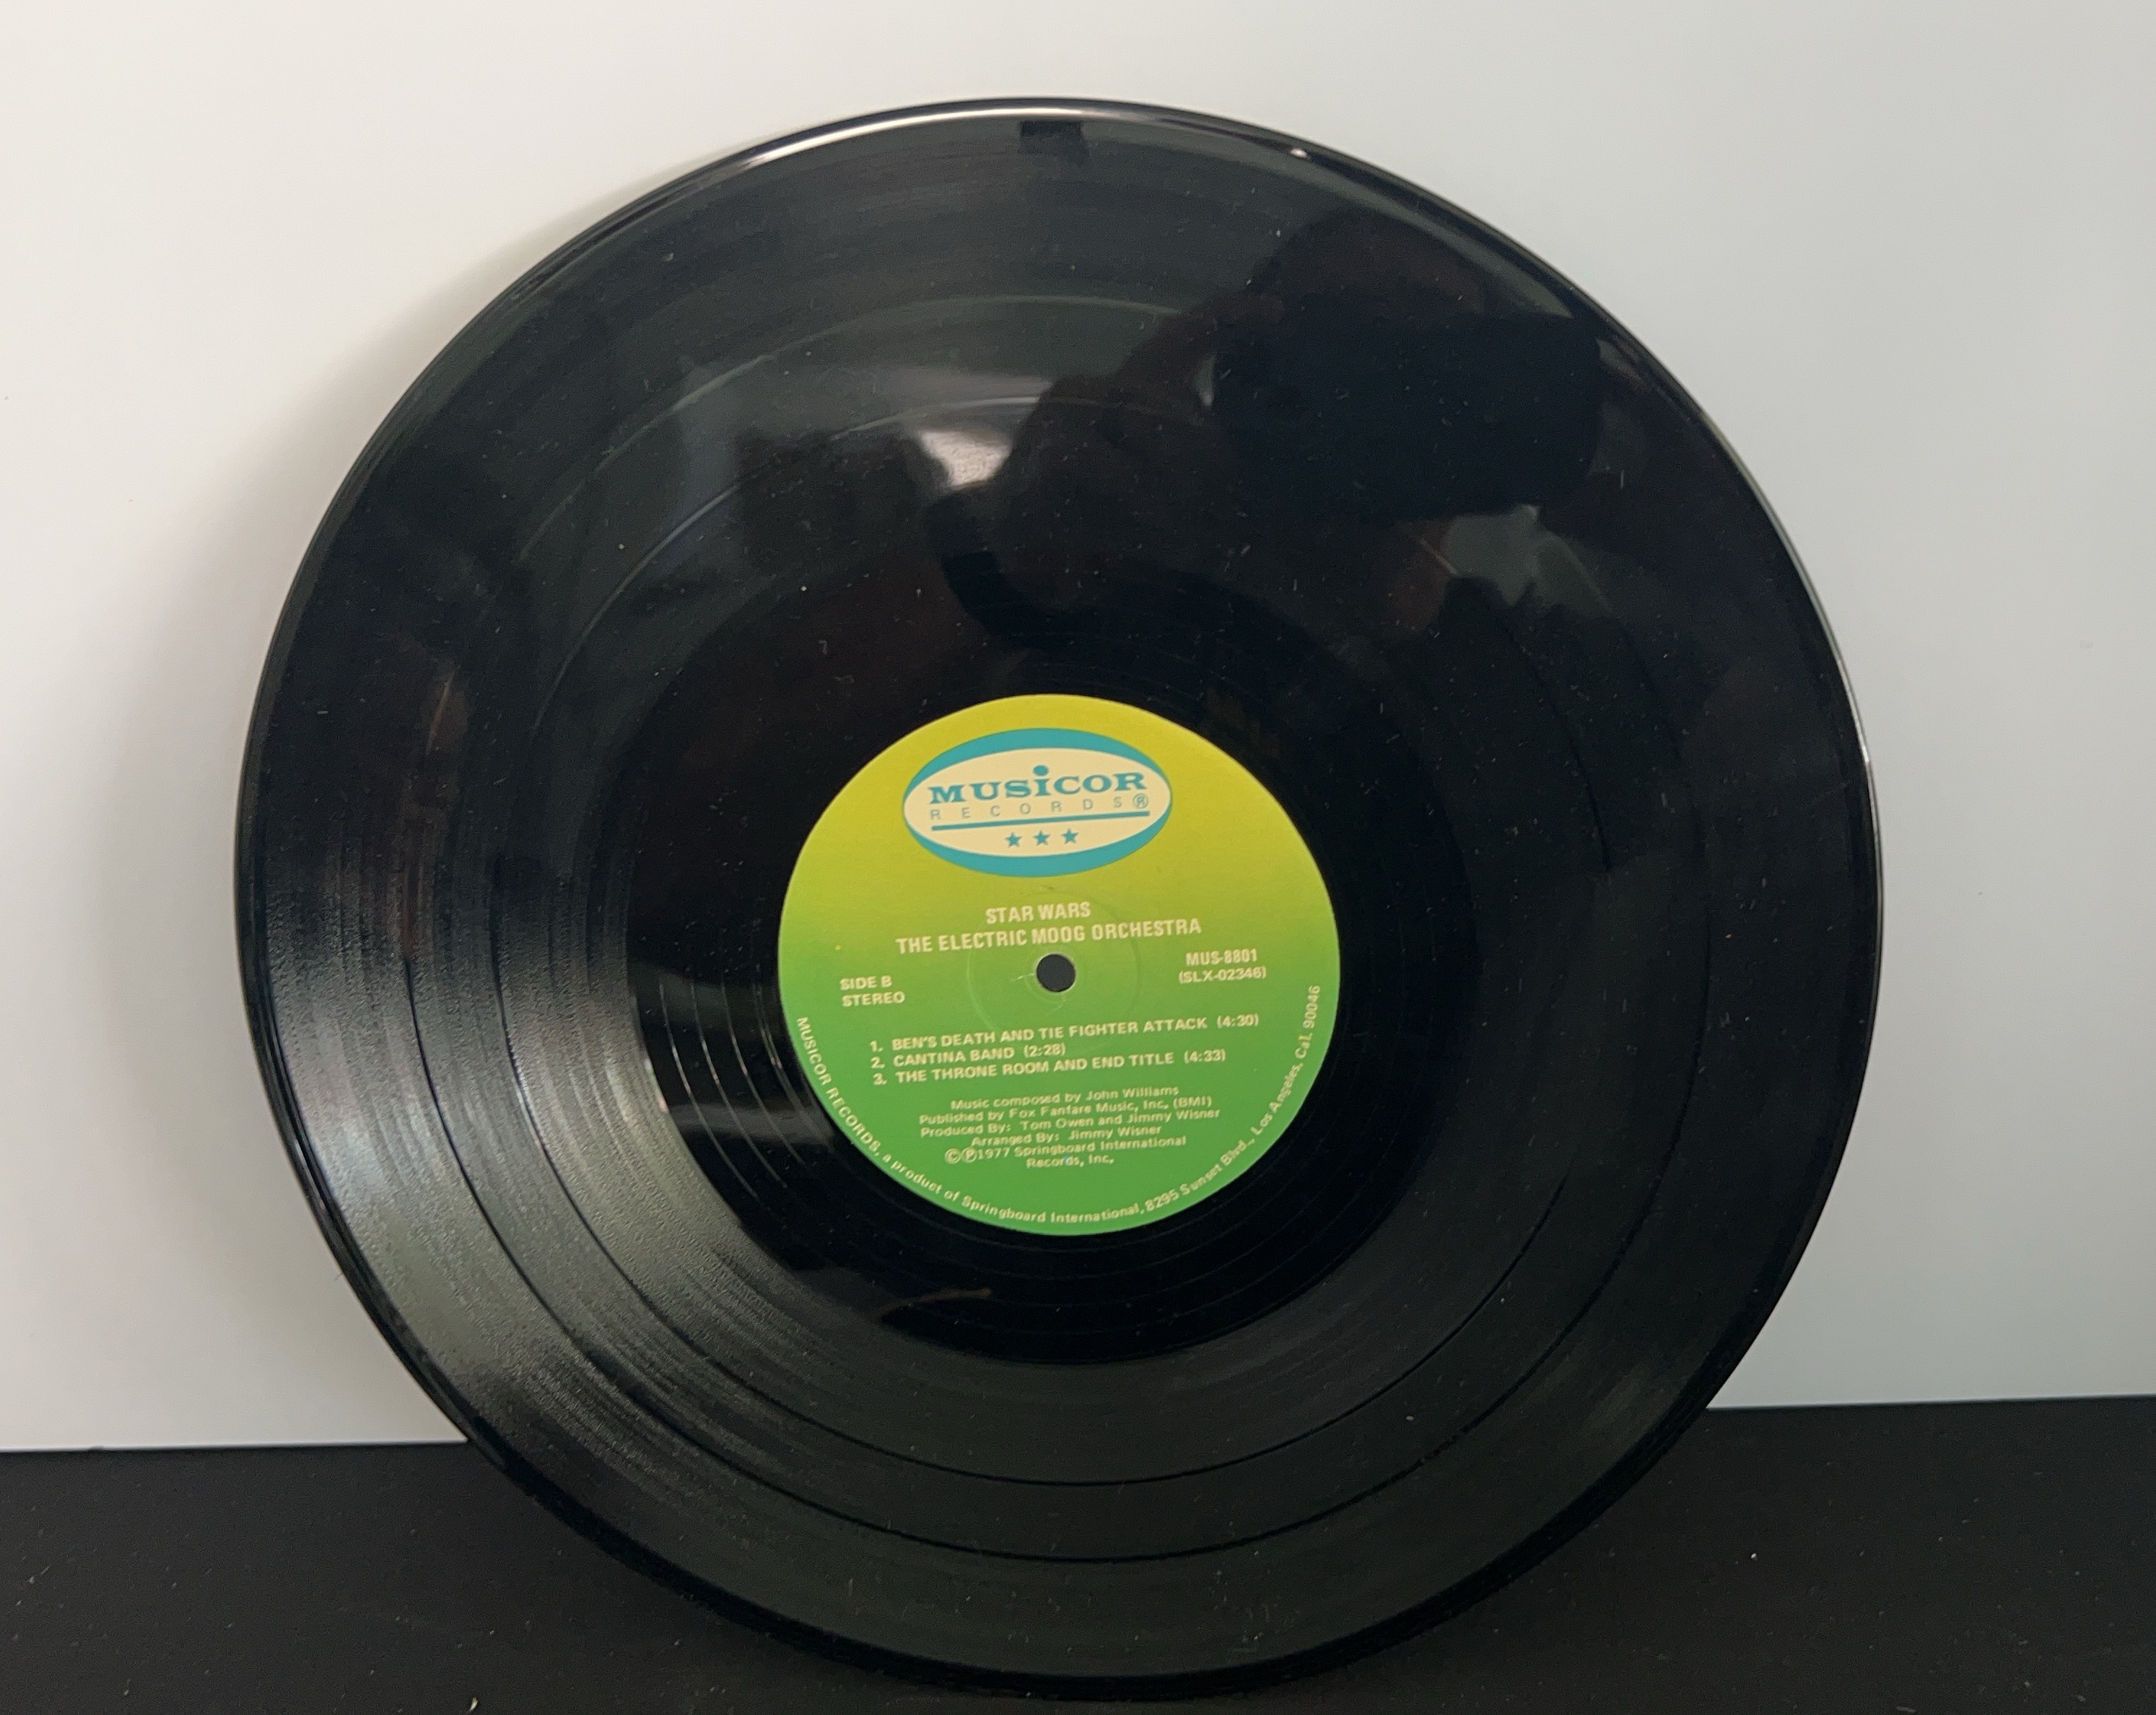 MUSiCOR
RECORDS®
★ ★ ★
STAR WARS
THE ELECTRIC MOOG ORCHESTRA
SIDE B
STEREO
MUS-8801
(SLX-02346)
1. BEN'S DEATH AND TIE FIGHTER ATTACK (4:30)
2. CANTINA BAND (2:28)
3. THE THRONE ROOM AND END TITLE (4:33)
Music composed by John Williams
Published by Fox Fanfare Music, Inc. (BMI)
Produced By: Tom Owen and Jimmy Wisner
Arranged By: Jimmy Wisner
©℗1977 Springboard International
Records, Inc.
MUSICOR RECORDS, a product of Springboard International, 8295 Sunset Blvd., Los Angeles, Cal. 90046